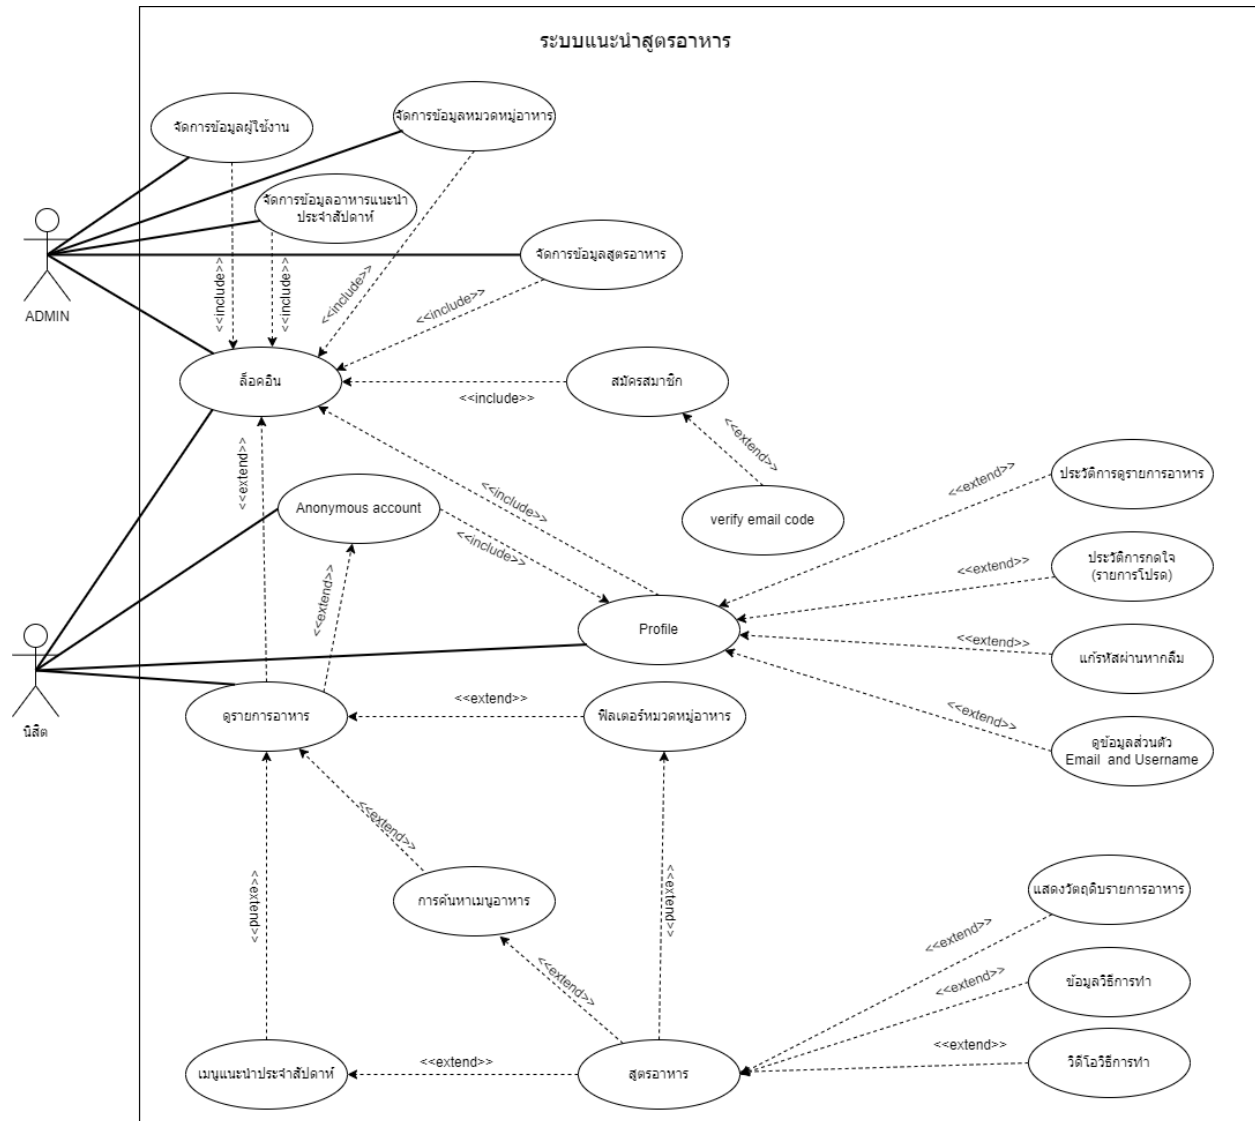 ระบบแนะนำสูตรอาหาร
จัดการข้อมูลผู้ใช้งาน
จัดการข้อมูลหมวดหมู่อาหาร
จัดการข้อมูลอาหารแนะนำ
ประจำสัปดาห์
จัดการข้อมูลสูตรอาหาร
ADMIN
<<include>>
<<include>>
<<include>>
<<include>>
ล็อคอิน
<<include>>
สมัครสมาชิก
<<extend>>
<<extend>>
Anonymous account
<<include>>
<<include>>
verify email code
<<extend>>
ประวัติการดูรายการอาหาร
<<extend>>
ประวัติการกดใจ
(รายการโปรด)
<<extend>>
Profile
<<extend>>
แก้รหัสผ่านหากลืม
นิสิต
ดูรายการอาหาร
<<extend>>
ฟิลเตอร์หมวดหมู่อาหาร
<<extend>>
ดูข้อมูลส่วนตัว
Email and Username
<<extend>>
<<extend>>
การค้นหาเมนูอาหาร
<<extend>>
<<extend>>
แสดงวัตถุดิบรายการอาหาร
<<extend>>
<<extend>>
ข้อมูลวิธีการทำ
เมนูแนะนำประจำสัปดาห์
<<extend>>
สูตรอาหาร
<<extend>>
วิดีโอวิธีการทำ